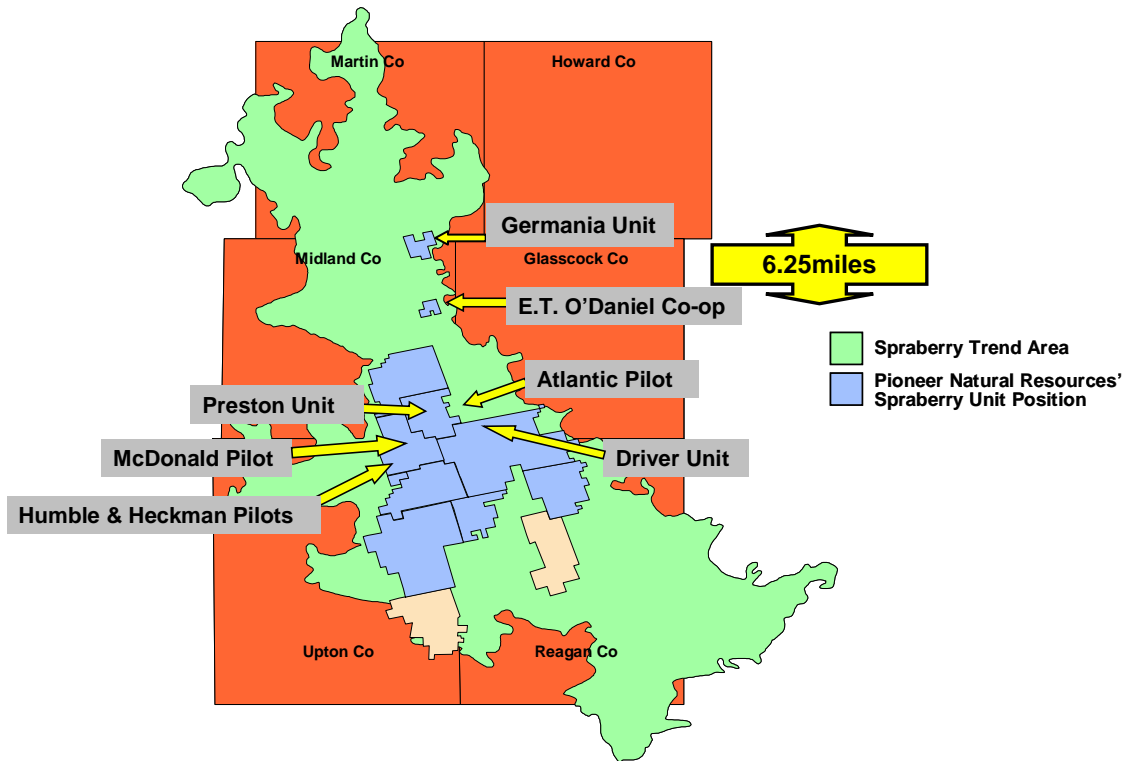 Martin Co
Howard Co
Germania Unit
Midland Co
Glasscock Co
6.25miles
E.T. O’Daniel Co-op
Spraberry Trend Area
Pioneer Natural Resources’
Spraberry Unit Position
Atlantic Pilot
Preston Unit
McDonald Pilot
Driver Unit
Humble & Heckman Pilots
Upton Co
Reagan Co